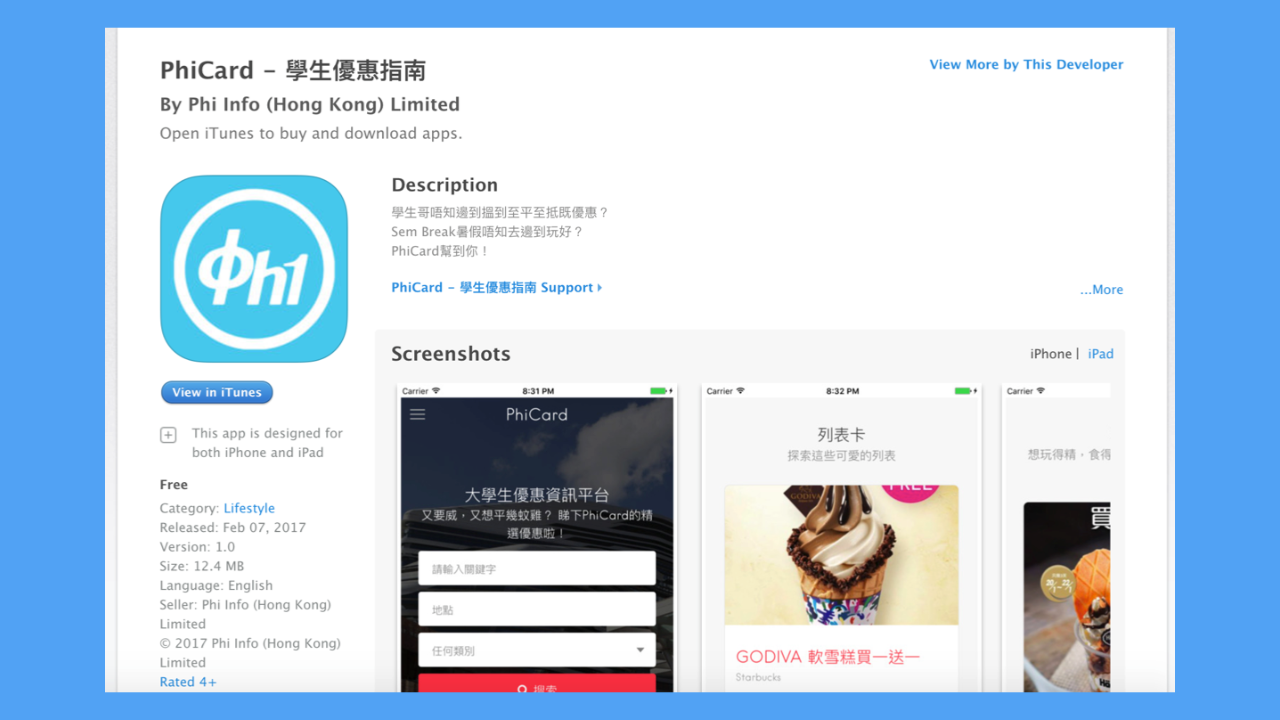 PhiCard - 學生優惠指南
View More by This Developer
By Phi Info (Hong Kong) Limited
Open iTunes to buy and download apps.
Phi
Description
學生哥唔知邊到搵到至平至抵既優惠？
Sem Break暑假唔知去邊到玩好？
PhiCard幫到你！
PhiCard - 學生優惠指南 Support
...More
View in iTunes
This app is designed for
both iPhone and iPad
Free
Category: Lifestyle
Released: Feb 07, 2017
Version: 1.0
Size: 12.4 MB
Language: English
Seller: Phi Info (Hong Kong)
Limited
© 2017 Phi Info (Hong Kong)
Limited
Rated 4+
Screenshots
iPhone | iPad
Carrier 8:31 PM
PhiCard
大學生優惠資訊平台
又要威，又想平幾蚊雞？ 睇下PhiCard的精
選優惠啦！
請輸入關鍵字
地點
任何類別
搜索
Carrier 8:32 PM
列表卡
探索這些可愛的列表
FREE
GODIVA
GODIVA 軟雪糕買一送一
Starbucks
Carrier
想玩得精，食得
買